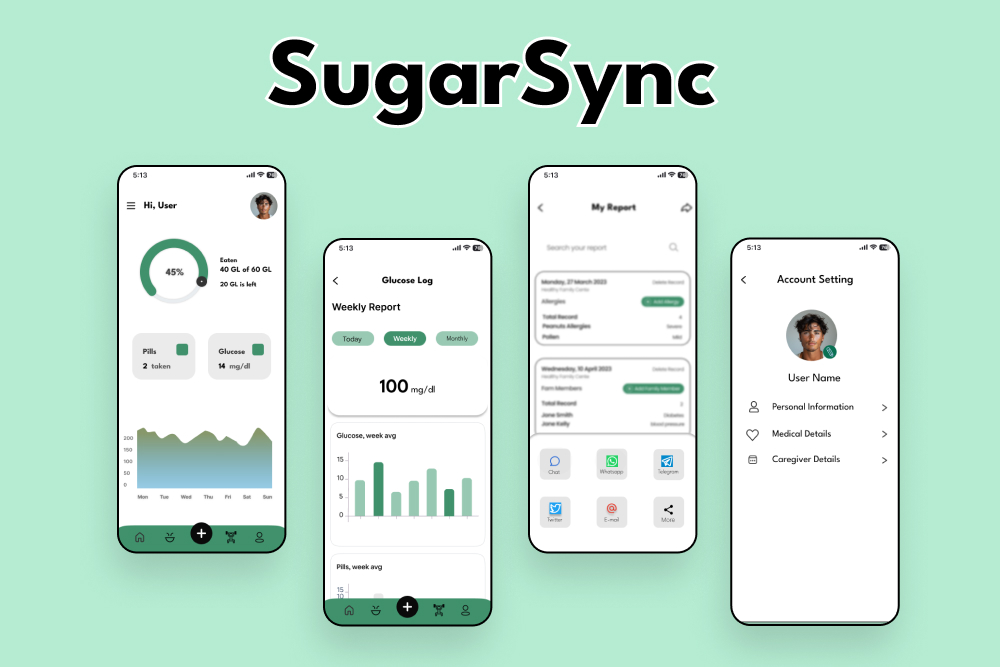 SugarSync
5:13
Hi, User
45%
Eaten
40 GL of 60 GL
20 GL is left
Pills
2 taken
Glucose
14 mg/dl
200
150
100
50
0
Mon Tue Wed Thu Fri Sat Sun
5:13
Glucose Log
Weekly Report
Today Weekly Monthly
100 mg/dl
Glucose, week avg
15
10
5
0
Pills, week avg
15
10
5:13
My Report
Search your report
Monday, 27 March 2023 Delete Record
Healthy Family Center
Allergies + Add Allergy
Total Record 4
Peanuts Allergies Severe
Pollen Mild
Wednesday, 10 April 2023 Delete Record
Healthy Family Center
Fam Members + Add Family Member
Total Record 2
Jane Smith Diabetes
Jane Kelly Blood pressure
Chat Whatsapp Telegram
Twitter E-mail More
5:13
Account Setting
User Name
Personal Information
Medical Details
Caregiver Details